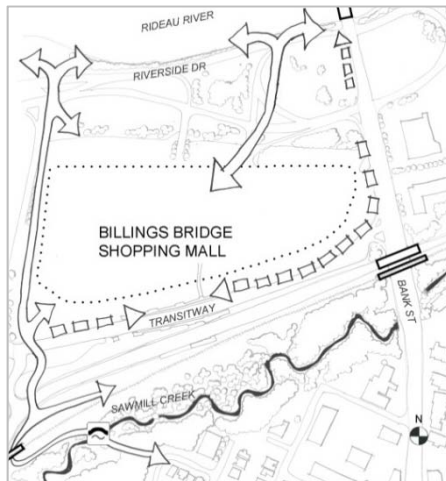 RIDEAU RIVER
RIVERSIDE DR
BILLINGS BRIDGE
SHOPPING MALL
TRANSITWAY
BANK ST
SAWMILL CREEK
N